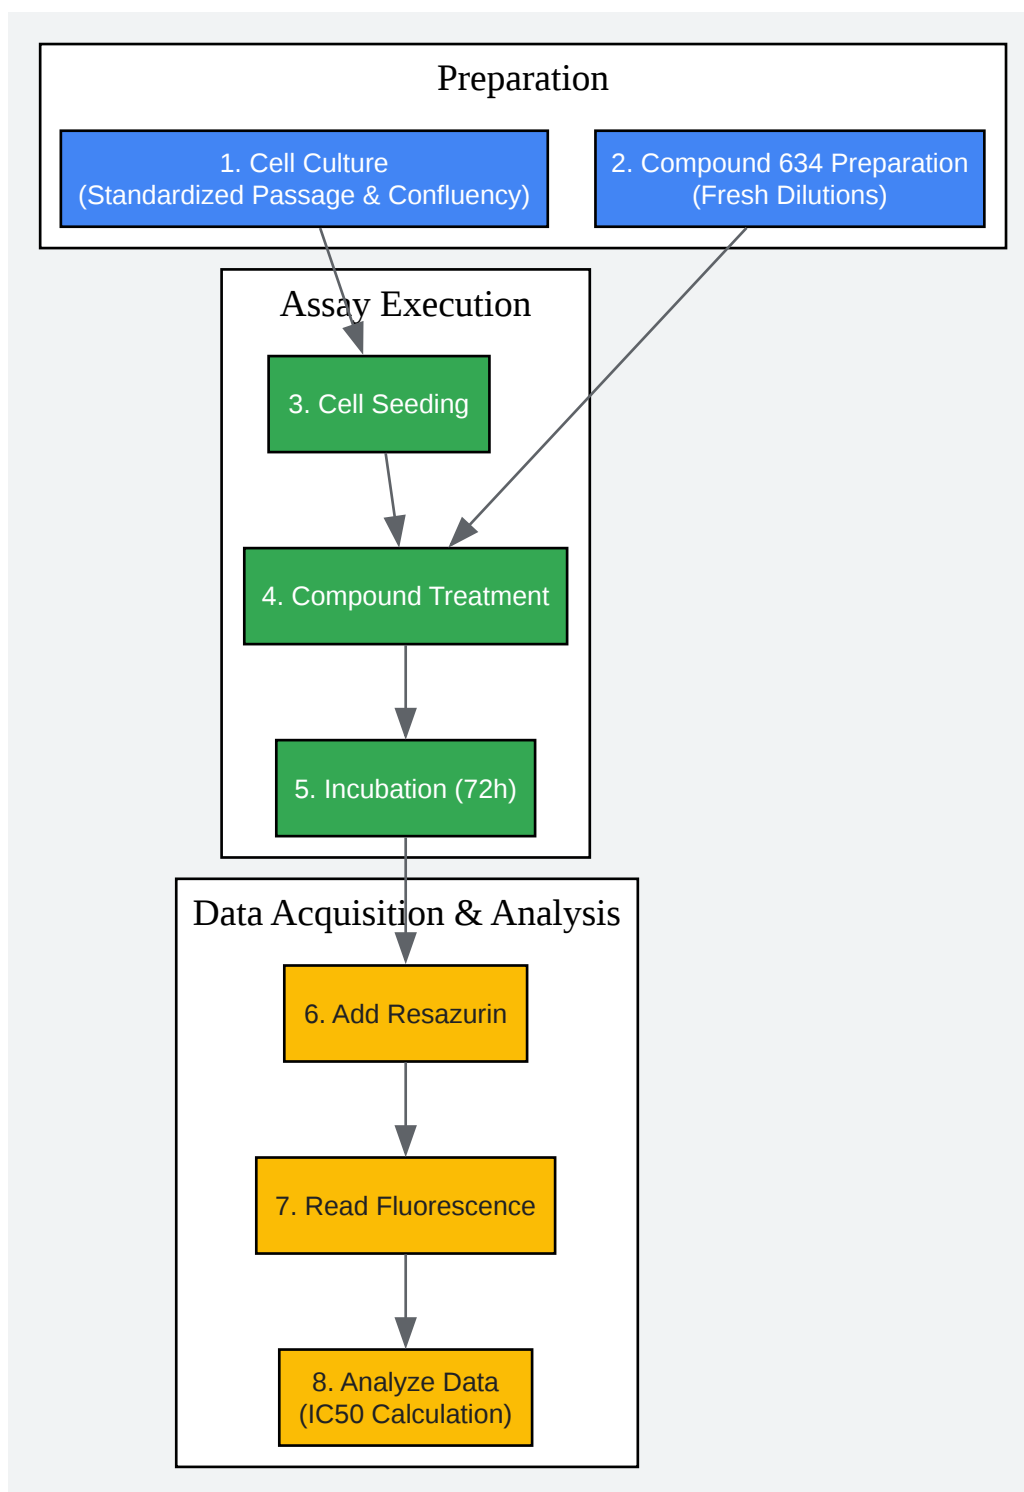 Preparation
1. Cell Culture
(Standardized Passage & Confluency)
2. Compound 634 Preparation
(Fresh Dilutions)
Assay Execution
3. Cell Seeding
4. Compound Treatment
5. Incubation (72h)
Data Acquisition & Analysis
6. Add Resazurin
7. Read Fluorescence
8. Analyze Data
(IC50 Calculation)